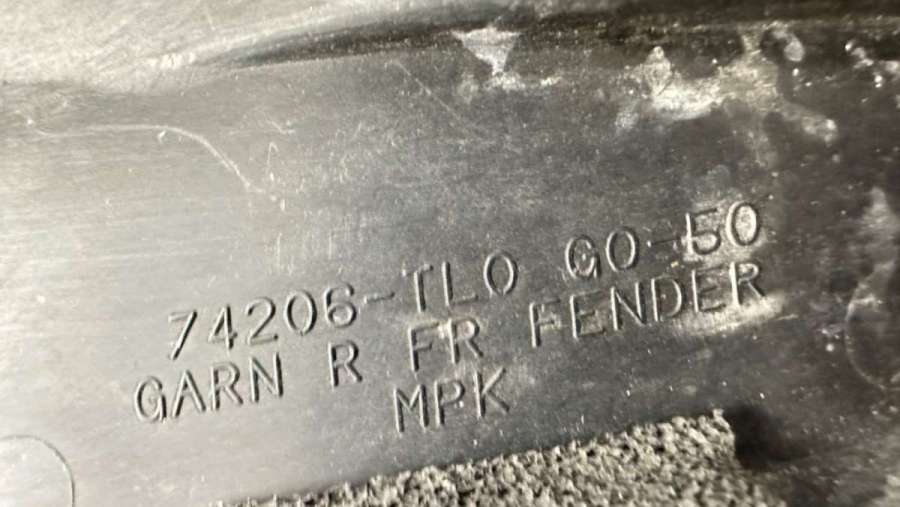 74206-TL0 G0-50
GARN R FR FENDER
MPK